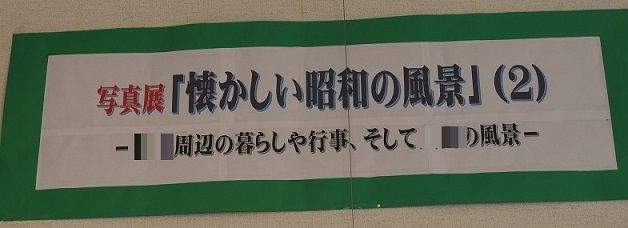 写真展「懐かしい昭和の風景」（2）
－周辺の暮らしや行事、そしての風景－